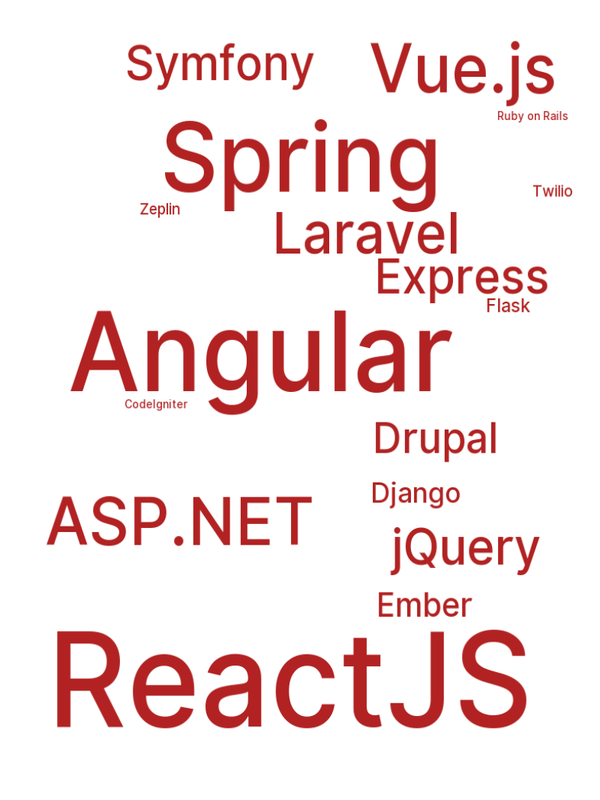 Symfony
Vue.js
Ruby on Rails
Spring
Twilio
Zeplin
Laravel
Express
Flask
Angular
CodeIgniter
Drupal
Django
ASP.NET
jQuery
Ember
ReactJS